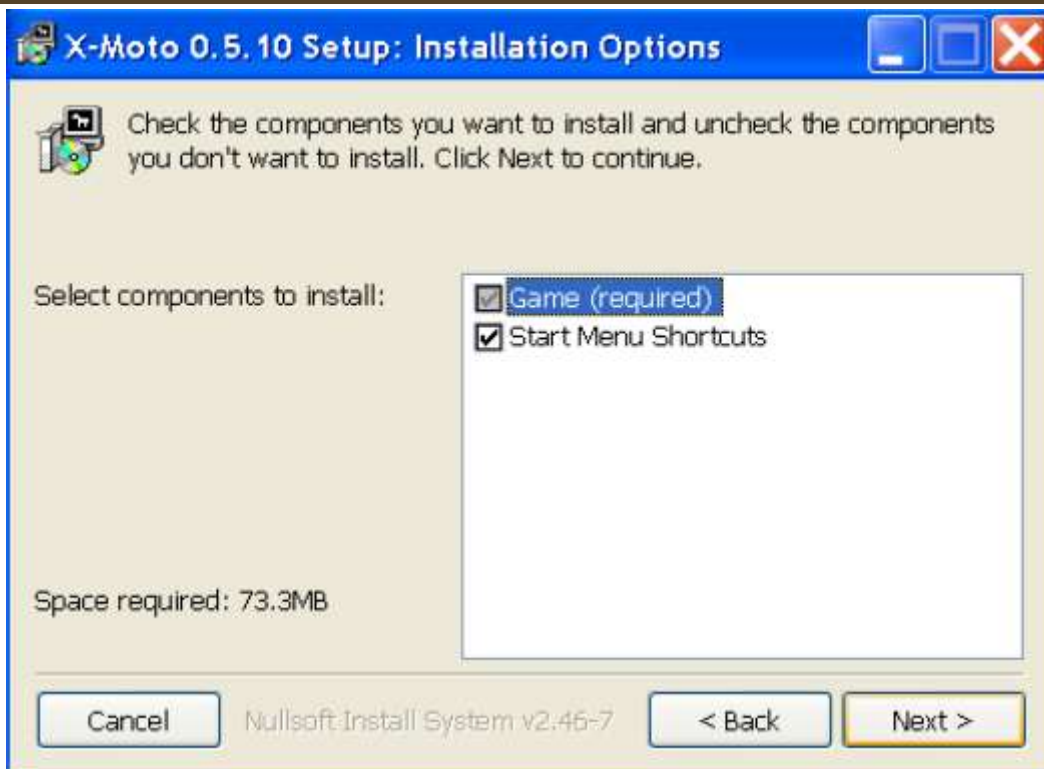 X-Moto 0.5.10 Setup: Installation Options
Check the components you want to install and uncheck the components
you don't want to install. Click Next to continue.
Select components to install:
Game (required)
Start Menu Shortcuts
Space required: 73.3MB
Cancel
Nullsoft Install System v2.46-7
< Back
Next >